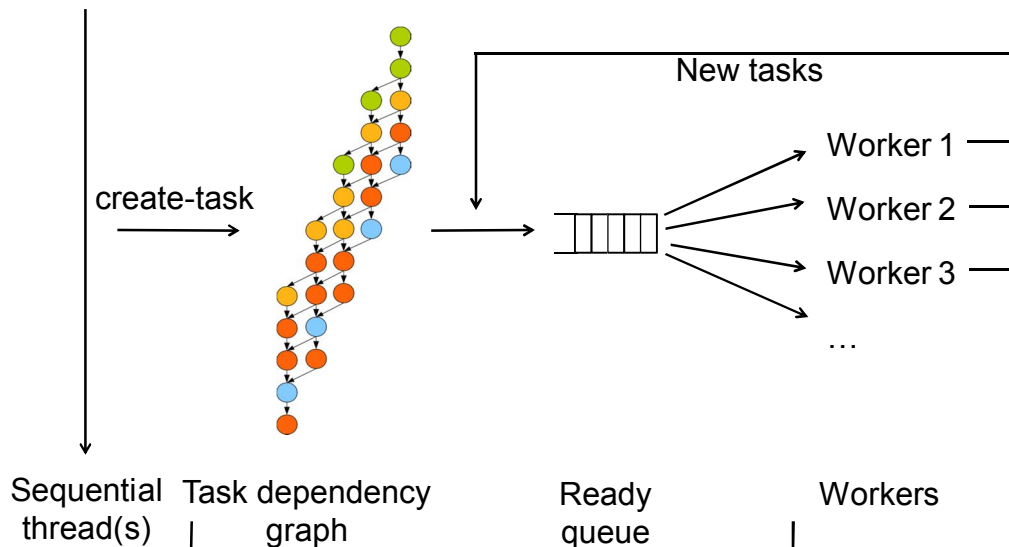 New tasks
Worker 1
create-task
Worker 2
Worker 3
…
Sequential
thread(s)
Task dependency
graph
Ready
queue
Workers